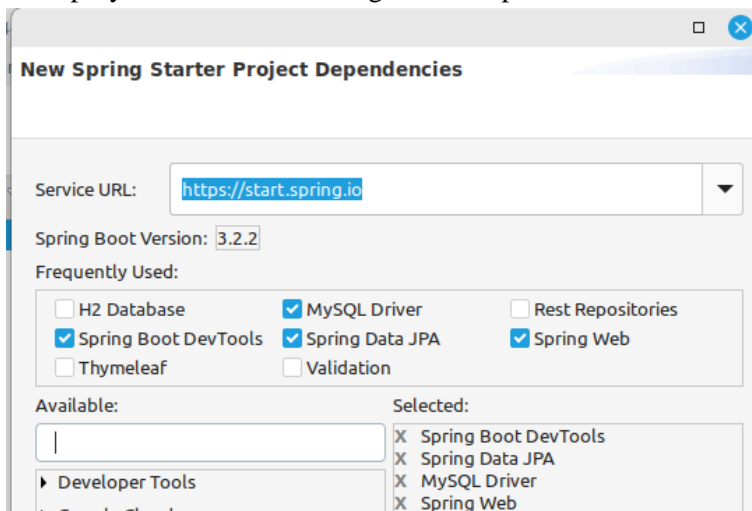 New Spring Starter Project Dependencies
Service URL: https://start.spring.io
Spring Boot Version: 3.2.2
Frequently Used:
H2 Database MySQL Driver Rest Repositories
Spring Boot DevTools Spring Data JPA Spring Web
Thymeleaf Validation
Available: Selected:
X Spring Boot DevTools
X Spring Data JPA
Developer Tools X MySQL Driver
X Spring Web